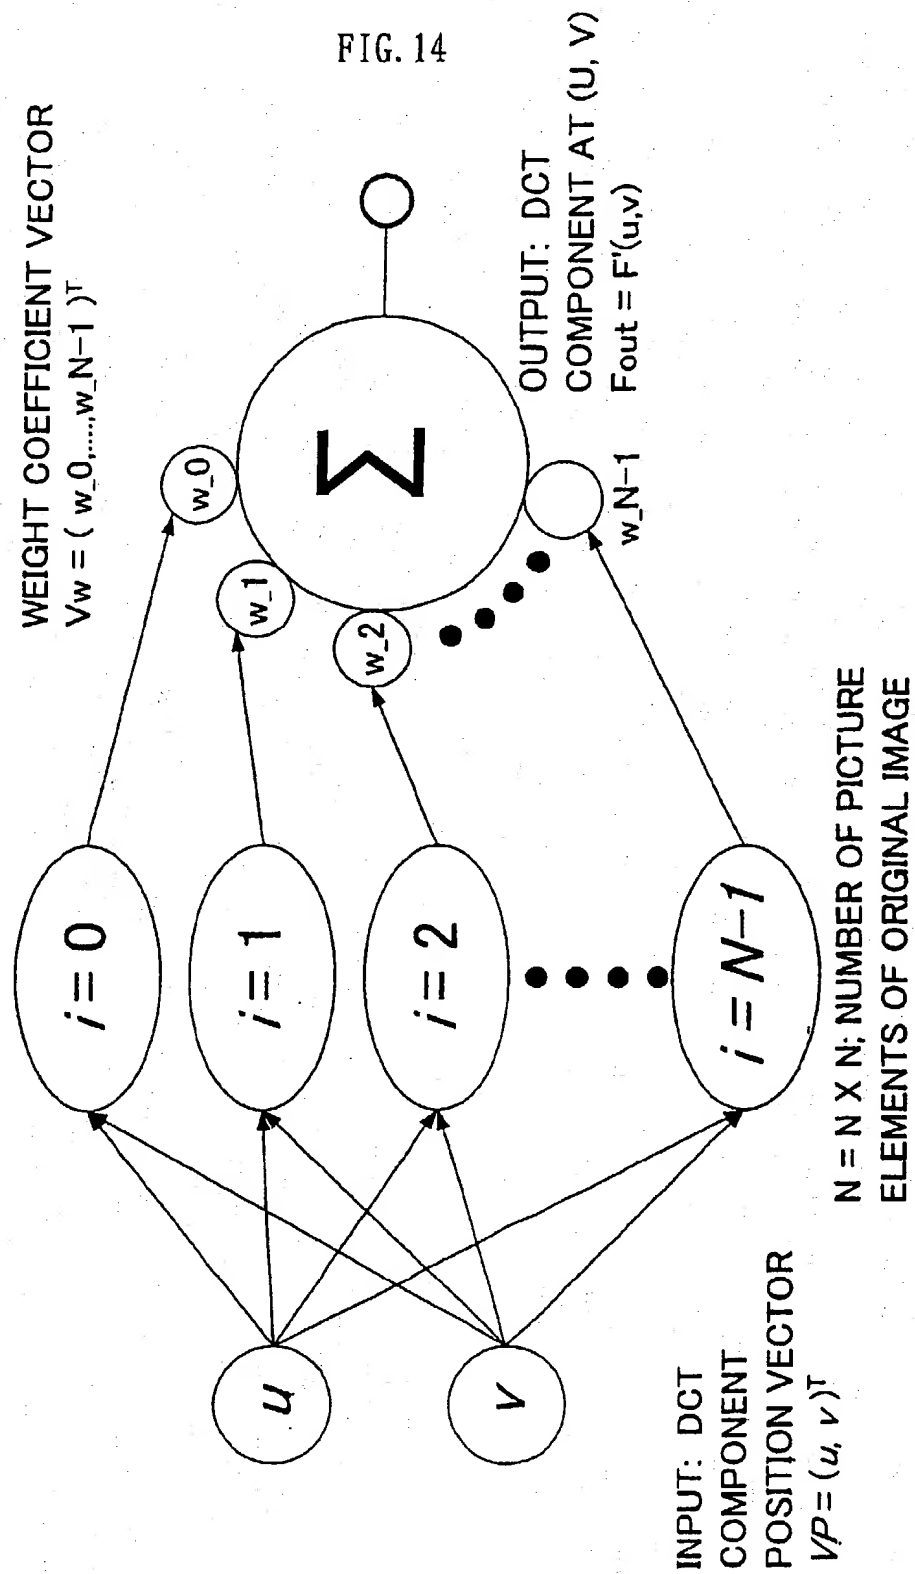 FIG. 14
WEIGHT COEFFICIENT VECTOR
Vw = ( w_0,.....,w_N-1 )ᵀ
w_0
w_1
w_2
w_N-1
Σ
OUTPUT: DCT
COMPONENT AT (U, V)
Fout = F'(u,v)
i = 0
i = 1
i = 2
i = N-1
N = N X N; NUMBER OF PICTURE
ELEMENTS OF ORIGINAL IMAGE
u
v
INPUT: DCT
COMPONENT
POSITION VECTOR
VP = (u, v)ᵀ